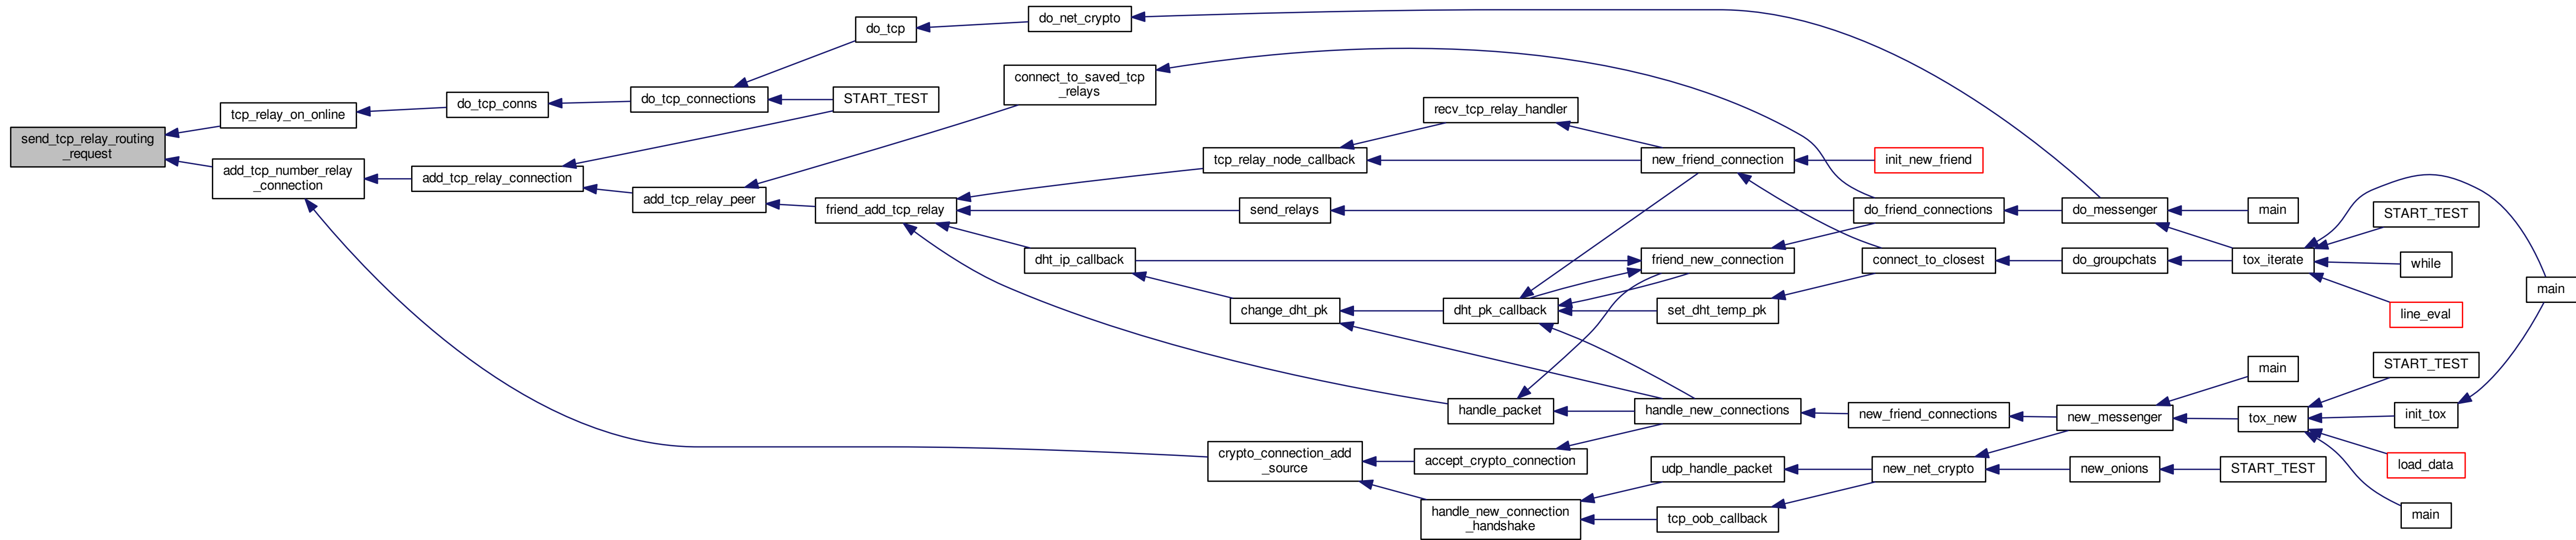 send_tcp_relay_routing
_request
tcp_relay_on_online
add_tcp_number_relay
_connection
do_tcp_conns
add_tcp_relay_connection
do_tcp_connections
add_tcp_relay_peer
do_tcp
START_TEST
friend_add_tcp_relay
do_net_crypto
connect_to_saved_tcp
_relays
dht_ip_callback
tcp_relay_node_callback
send_relays
change_dht_pk
crypto_connection_add
_source
recv_tcp_relay_handler
dht_pk_callback
handle_packet
accept_crypto_connection
handle_new_connection
_handshake
new_friend_connection
friend_new_connection
set_dht_temp_pk
handle_new_connections
udp_handle_packet
tcp_oob_callback
init_new_friend
do_friend_connections
connect_to_closest
new_friend_connections
new_net_crypto
do_messenger
do_groupchats
new_messenger
new_onions
main
tox_iterate
main
tox_new
START_TEST
START_TEST
while
line_eval
START_TEST
init_tox
load_data
main
main